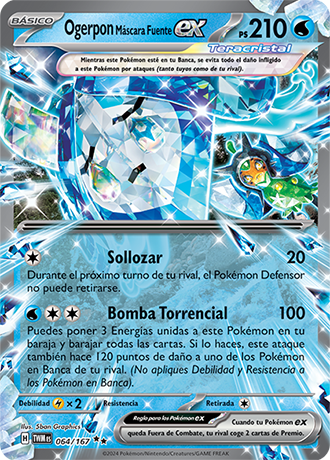 BÁSICO
Ogerpon Máscara Fuente ex PS 210
Teracristal
Mientras este Pokémon esté en tu Banca, se evita todo el daño infligido
a este Pokémon por ataques (tanto tuyos como de tu rival).
Sollozar 20
Durante el próximo turno de tu rival, el Pokémon Defensor
no puede retirarse.
Bomba Torrencial 100
Puedes poner 3 Energías unidas a este Pokémon en tu
baraja y barajar todas las cartas. Si lo haces, este ataque
también hace 120 puntos de daño a uno de los Pokémon
en Banca de tu rival. (No apliques Debilidad y Resistencia a
los Pokémon en Banca).
Debilidad × 2 Resistencia Retirada
Regla para los Pokémon ex
Cuando tu Pokémon ex
queda Fuera de Combate, tu rival coge 2 cartas de Premio.
Ilus. 5ban Graphics
H TWM ES 064/167
©2024 Pokémon/Nintendo/Creatures/GAME FREAK